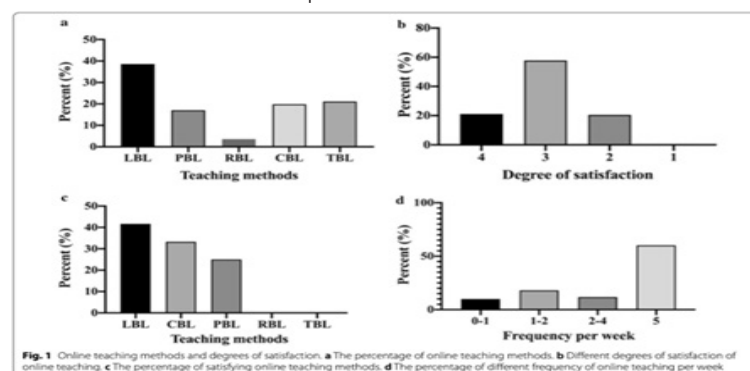 a
50
40
30
20
10
0
Percent (%)
LBL PBL RBL CBL TBL
Teaching methods
b
80
60
40
20
0
Percent (%)
4 3 2 1
Degree of satisfaction
c
50
40
30
20
10
0
Percent (%)
LBL CBL PBL RBL TBL
Teaching methods
d
100
50
0
Percent (%)
0-1 1-2 2-4 5
Frequency per week
Fig. 1 Online teaching methods and degrees of satisfaction. a The percentage of online teaching methods. b Different degrees of satisfaction of
online teaching. c The percentage of satisfying online teaching methods. d The percentage of different frequency of online teaching per week